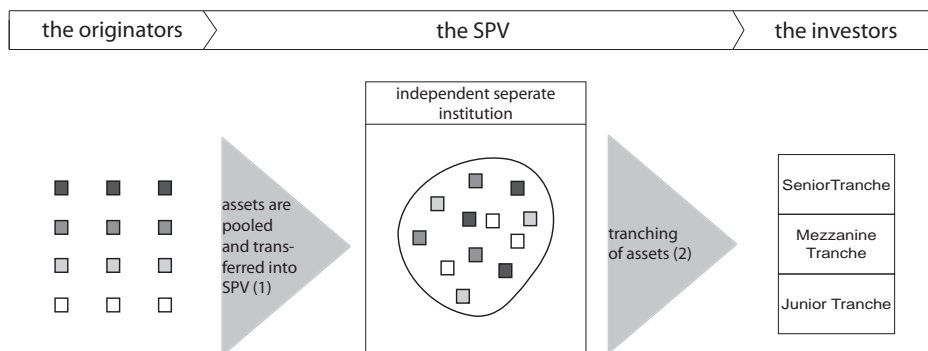 the originators
the SPV
the investors
independent seperate
institution
assets are
pooled
and trans-
ferred into
SPV (1)
tranching
of assets (2)
SeniorTranche
Mezzanine
Tranche
Junior Tranche